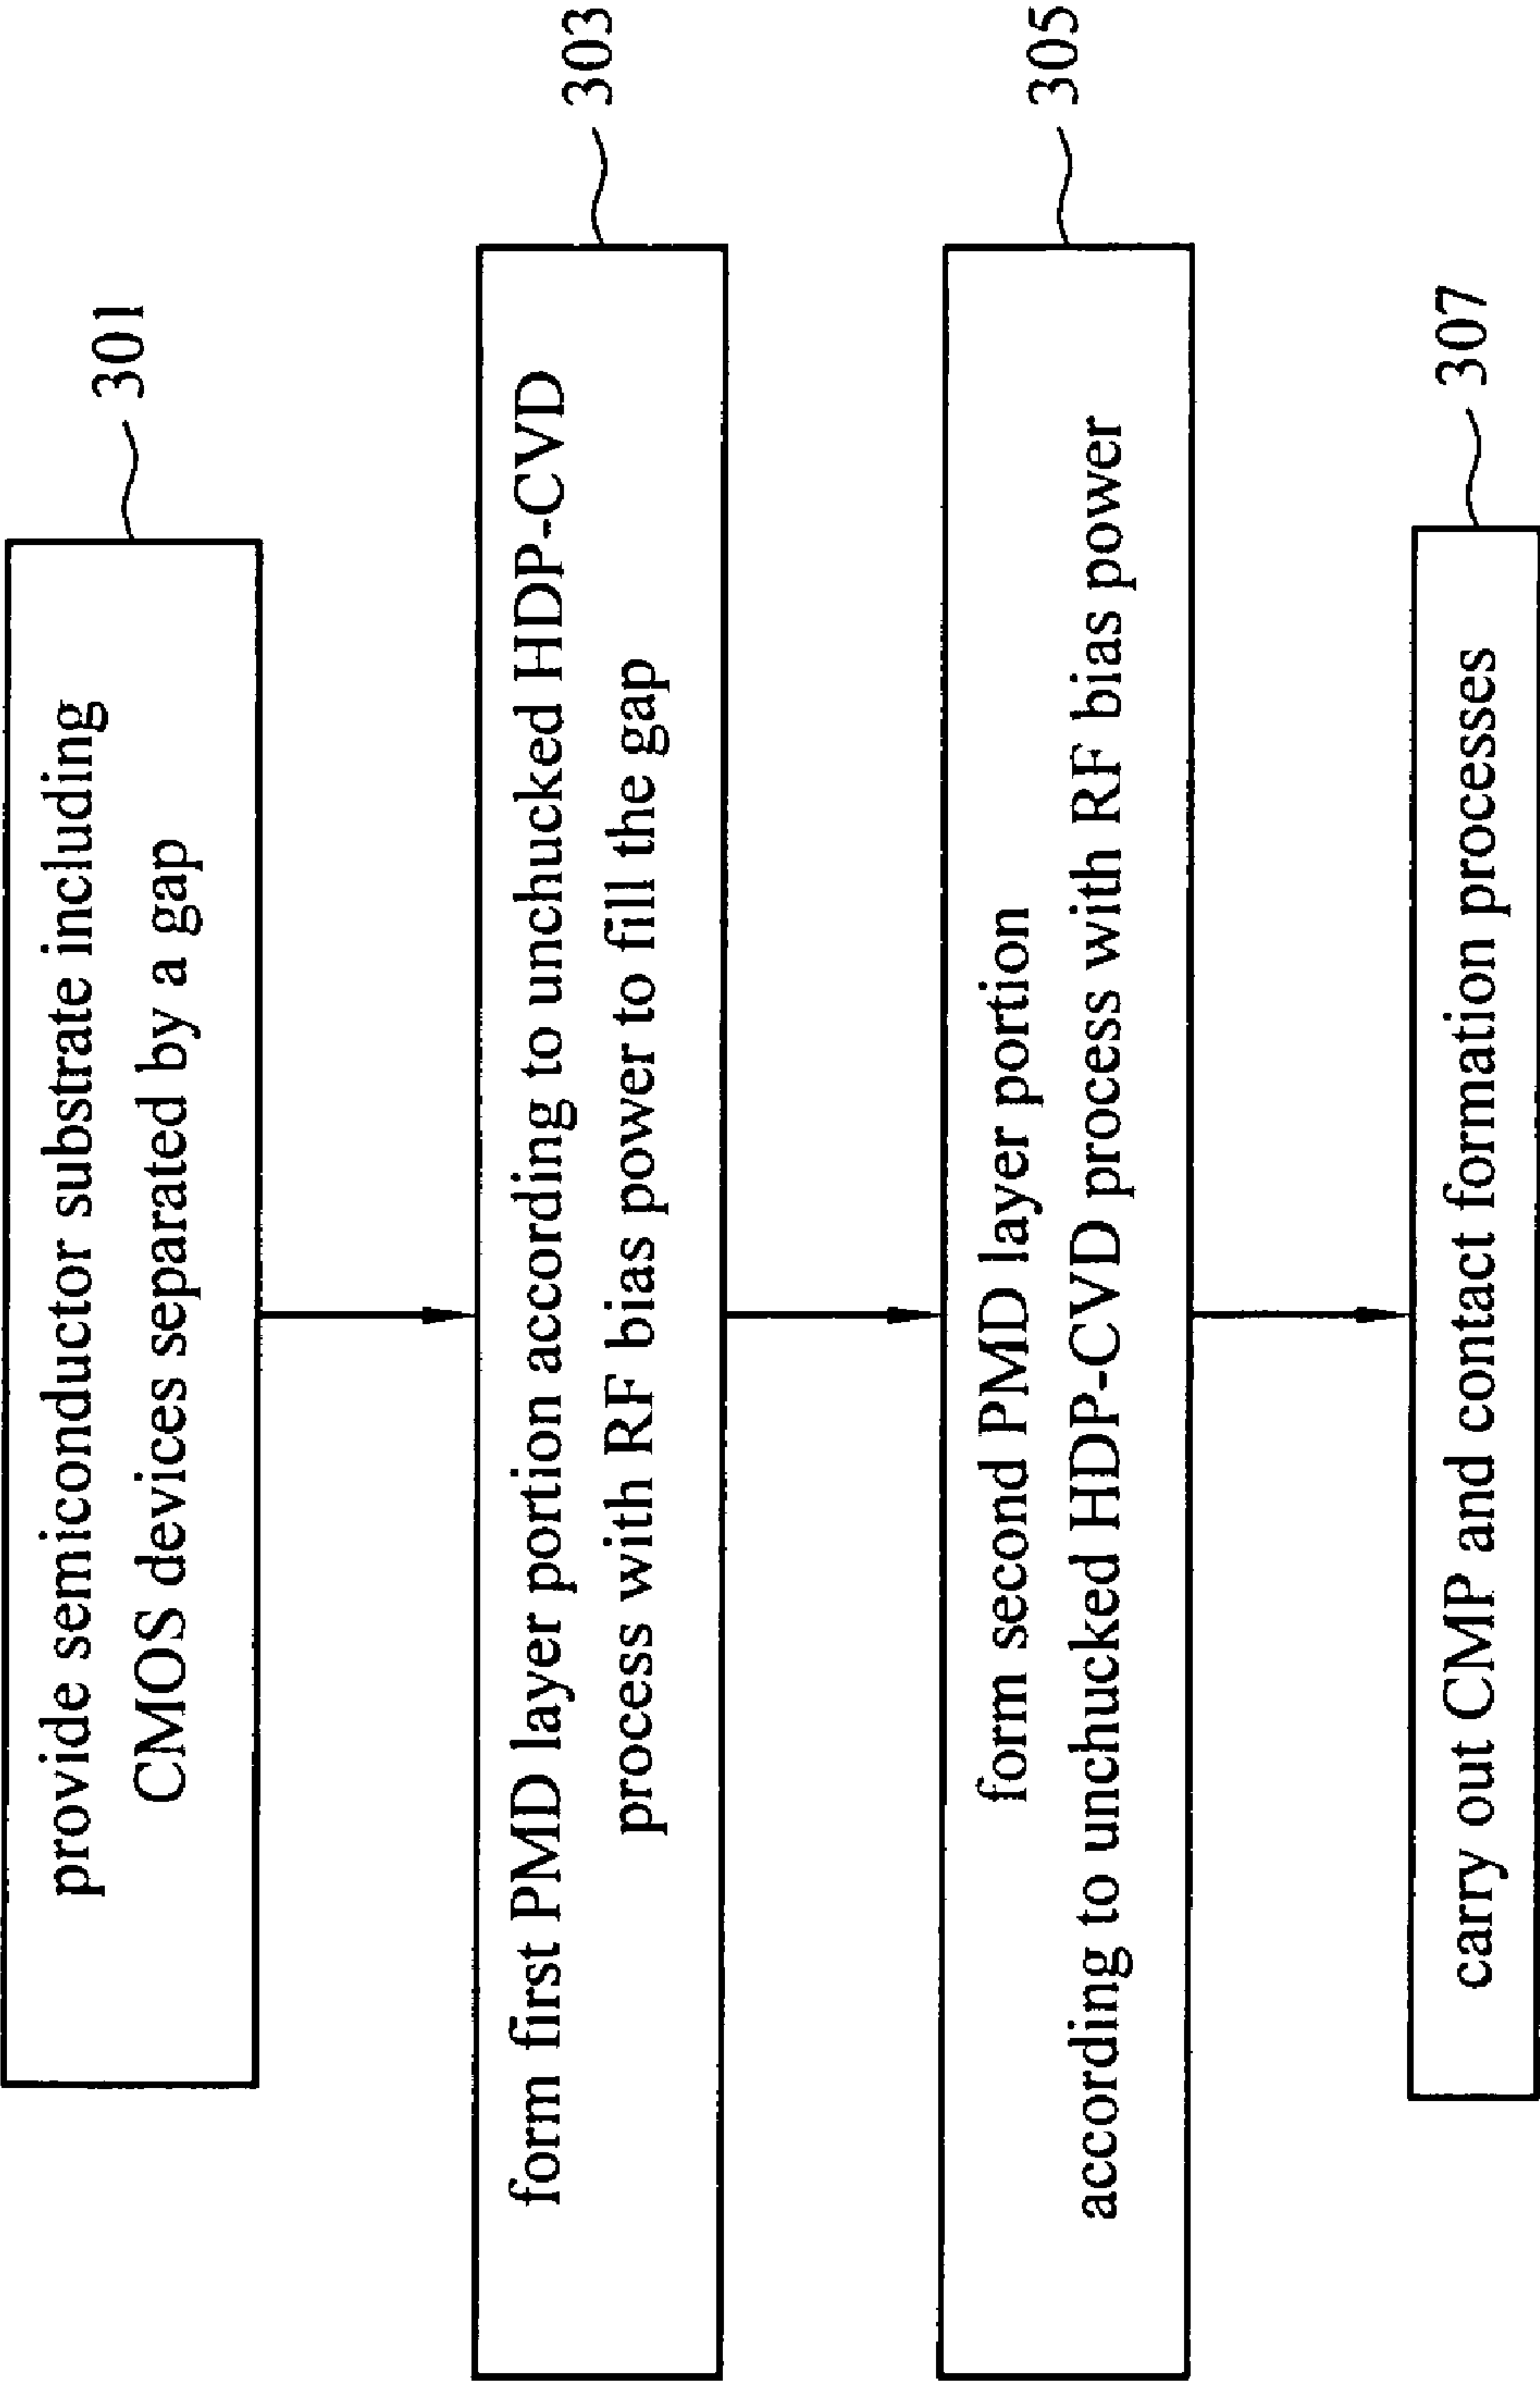 provide semiconductor substrate including
CMOS devices separated by a gap
301
form first PMD layer portion according to unchucked HDP-CVD
process with RF bias power to fill the gap
303
form second PMD layer portion
according to unchucked HDP-CVD process with RF bias power
305
carry out CMP and contact formation processes
307